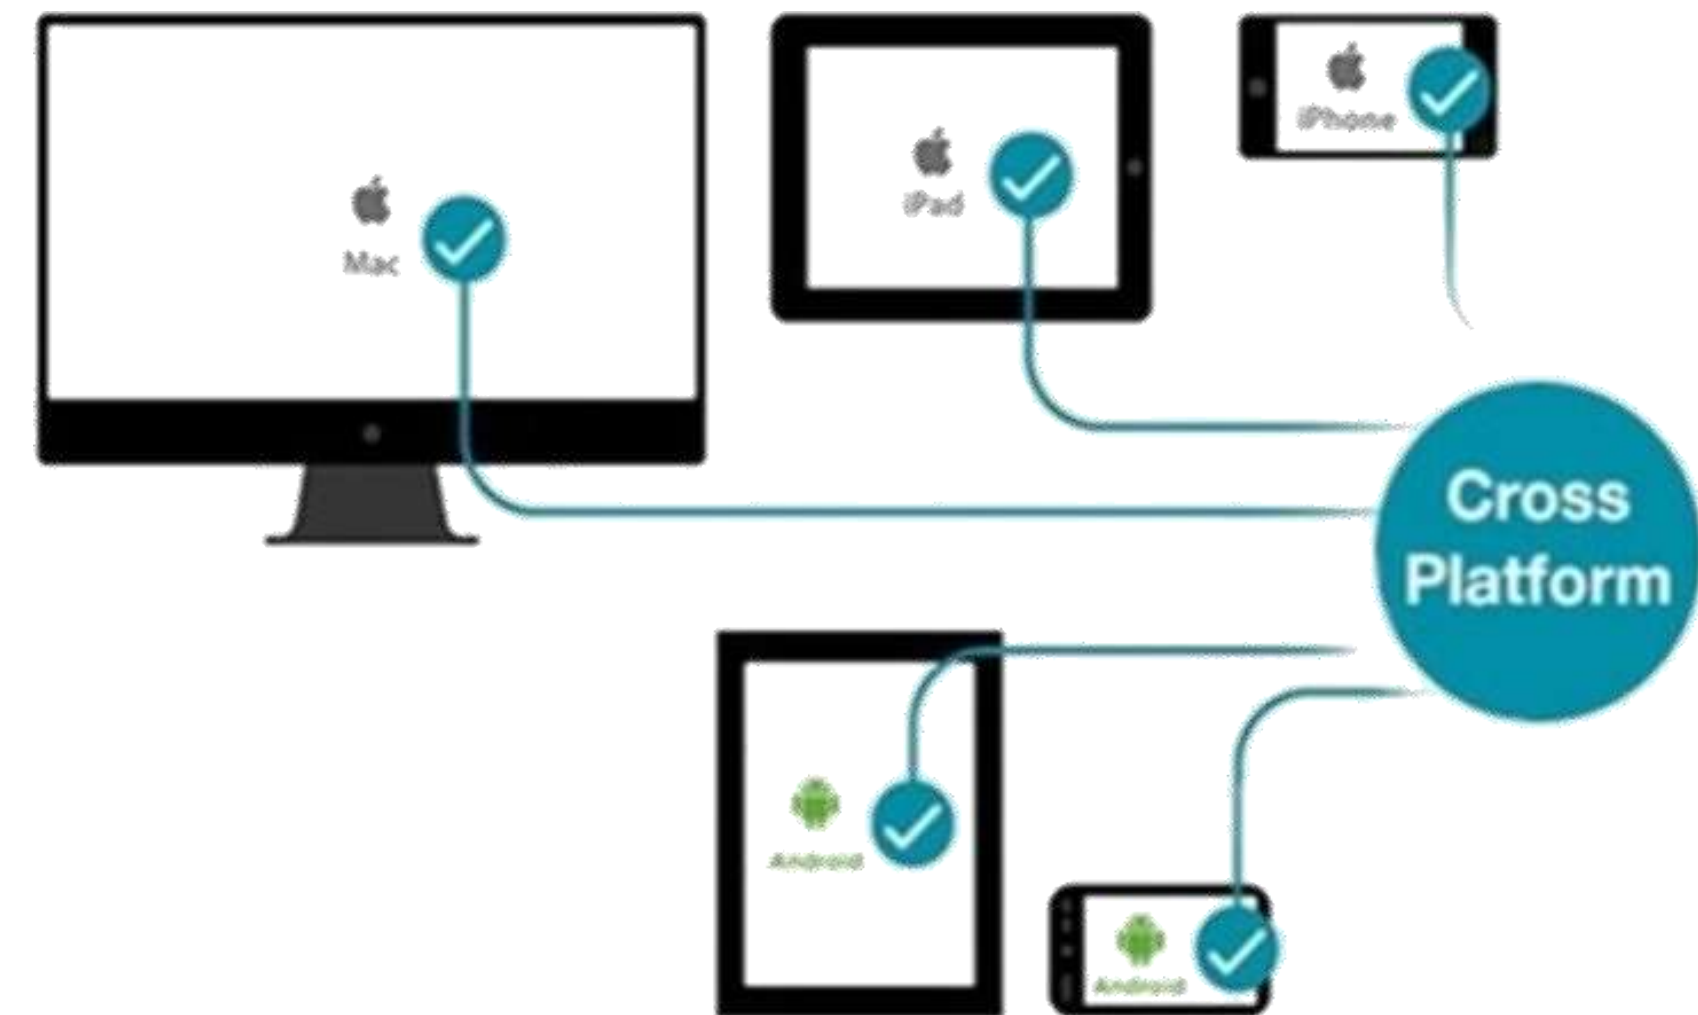 Mac
iPad
iPhone
Cross
Platform
Android
Android